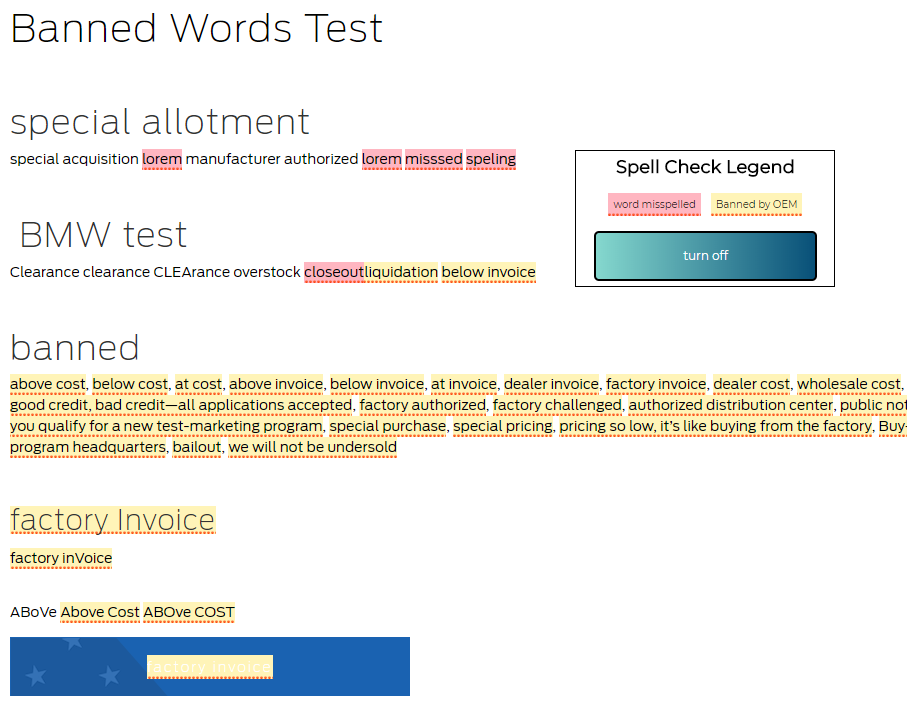 Banned Words Test
special allotment
special acquisition lorem manufacturer authorized lorem misssed speling
Spell Check Legend
word misspelled Banned by OEM
turn off
BMW test
Clearance clearance CLEArance overstock closeoutliquidation below invoice
banned
above cost, below cost, at cost, above invoice, below invoice, at invoice, dealer invoice, factory invoice, dealer cost, wholesale cost,
good credit, bad credit—all applications accepted, factory authorized, factory challenged, authorized distribution center, public not
you qualify for a new test-marketing program, special purchase, special pricing, pricing so low, it’s like buying from the factory, Buy-
program headquarters, bailout, we will not be undersold
factory Invoice
factory inVoice
ABoVe Above Cost ABOve COST
factory invoice